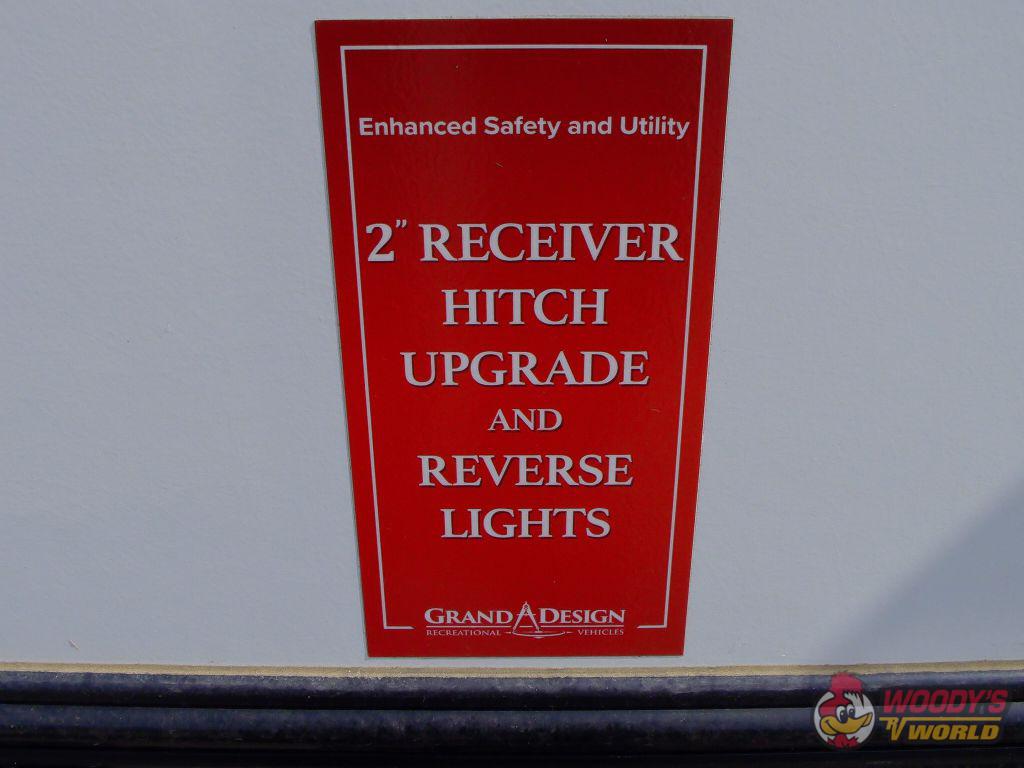 Enhanced Safety and Utility
2” RECEIVER
HITCH
UPGRADE
AND
REVERSE
LIGHTS
GRAND DESIGN
RECREATIONAL VEHICLES
WOODY'S
RV WORLD